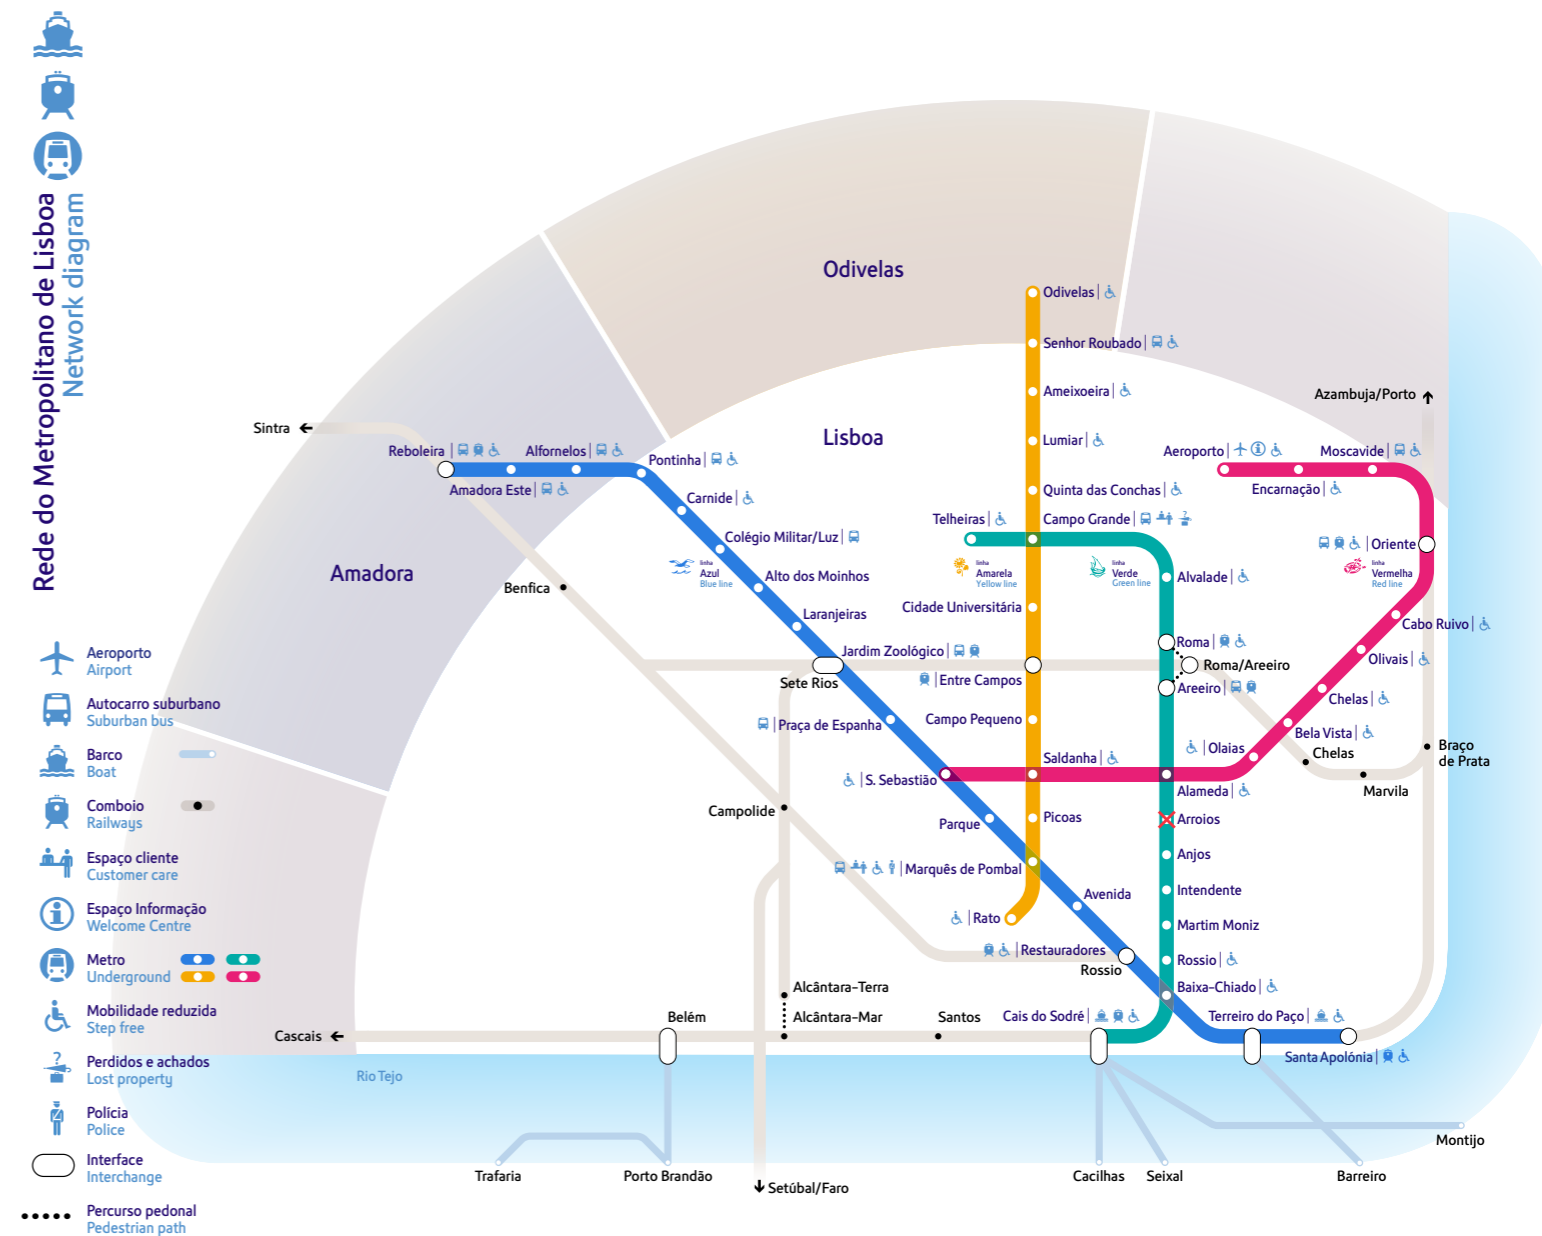 Rede do Metropolitano de Lisboa
Network diagram
Odivelas
Odivelas
Senhor Roubado
Ameixoeira
Lumiar
Quinta das Conchas
Lisboa
Azambuja/Porto
Sintra
Reboleira
Alfornelos
Pontinha
Amadora Este
Carnide
Colégio Militar/Luz
Alto dos Moinhos
Laranjeiras
Jardim Zoológico
Sete Rios
Praça de Espanha
S. Sebastião
Parque
Marquês de Pombal
Avenida
Restauradores
Rossio
Amadora
Benfica
Campolide
linha
Azul
Blue line
Telheiras
Campo Grande
linha
Amarela
Yellow line
linha
Verde
Green line
Cidade Universitária
Entre Campos
Campo Pequeno
Saldanha
Picoas
Rato
Aeroporto
Moscavide
Encarnação
Oriente
linha
Vermelha
Red line
Cabo Ruivo
Olivais
Chelas
Bela Vista
Olaias
Alvalade
Roma
Roma/Areeiro
Areeiro
Chelas
Marvila
Braço
de Prata
Alameda
Arroios
Anjos
Intendente
Martim Moniz
Rossio
Baixa-Chiado
Cais do Sodré
Terreiro do Paço
Santa Apolónia
Alcântara-Terra
Alcântara-Mar
Santos
Belém
Cascais
Rio Tejo
Trafaria
Porto Brandão
Setúbal/Faro
Cacilhas
Seixal
Barreiro
Montijo
Aeroporto
Airport
Autocarro suburbano
Suburban bus
Barco
Boat
Comboio
Railways
Espaço cliente
Customer care
Espaço Informação
Welcome Centre
Metro
Underground
Mobilidade reduzida
Step free
Perdidos e achados
Lost property
Polícia
Police
Interface
Interchange
Percurso pedonal
Pedestrian path